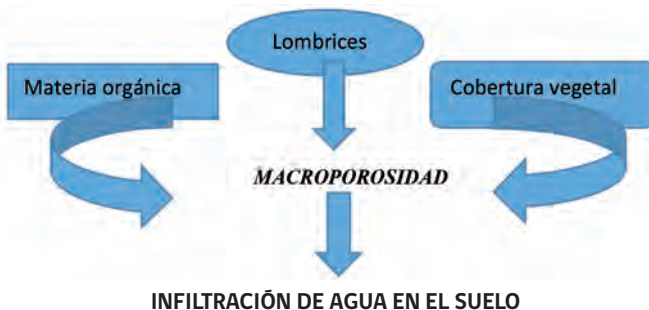 Lombrices
Materia orgánica
Cobertura vegetal
MACROPOROSIDAD
INFILTRACIÓN DE AGUA EN EL SUELO